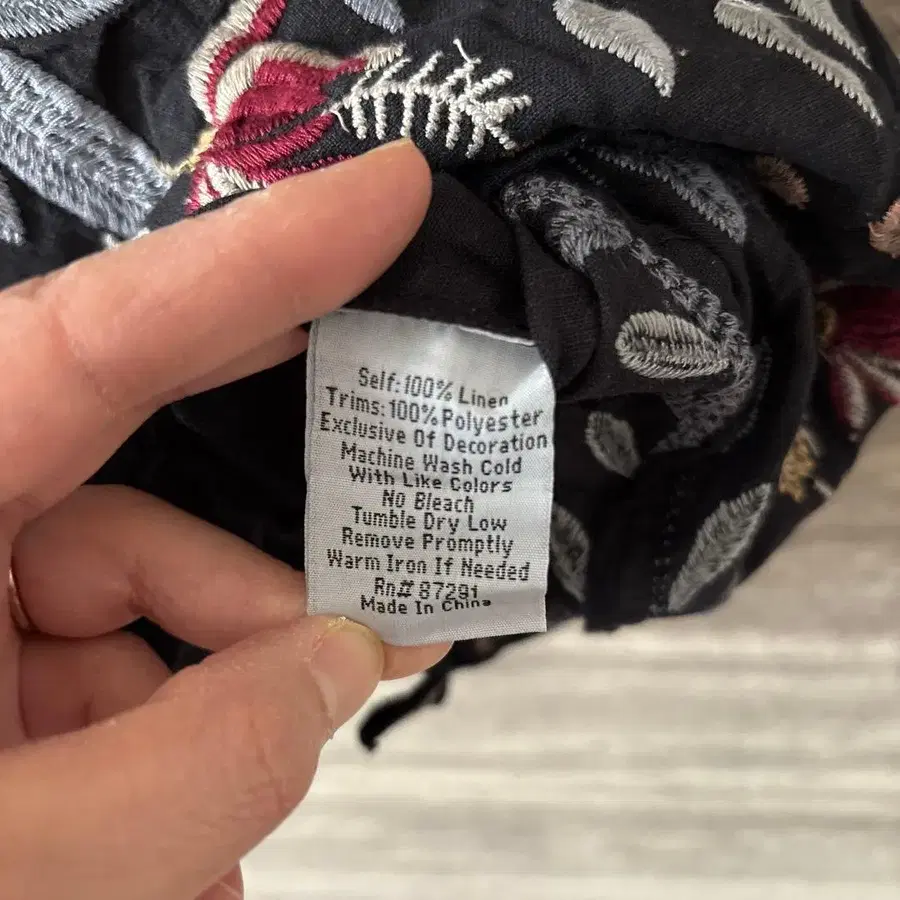 Self:100% Linen
Trims:100%Polyester
Exclusive Of Decoration
Machine Wash Cold
With Like Colors
No Bleach
Tumble Dry Low
Remove Promptly
Warm Iron If Needed
Rn# 87291
Made In China